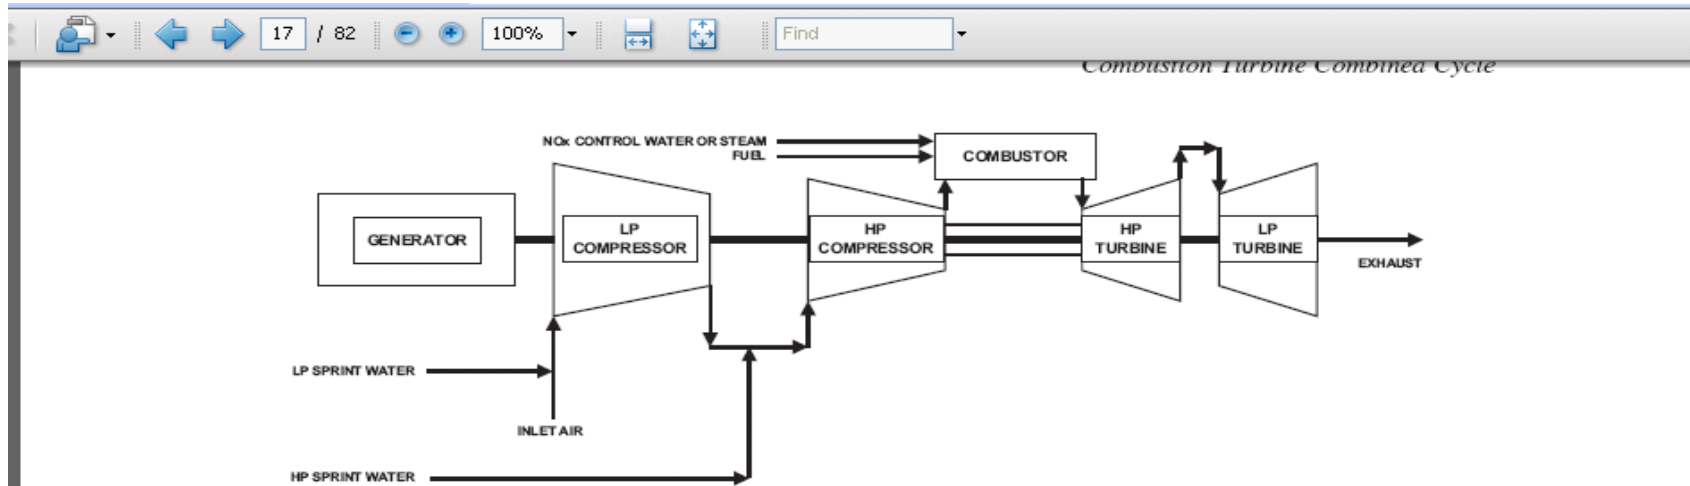 17 / 82 100% Find
Combustion Turbine Combined Cycle
NOx CONTROL WATER OR STEAM
FUEL
COMBUSTOR
GENERATOR
LP
COMPRESSOR
HP
COMPRESSOR
HP
TURBINE
LP
TURBINE
EXHAUST
LP SPRINT WATER
INLET AIR
HP SPRINT WATER